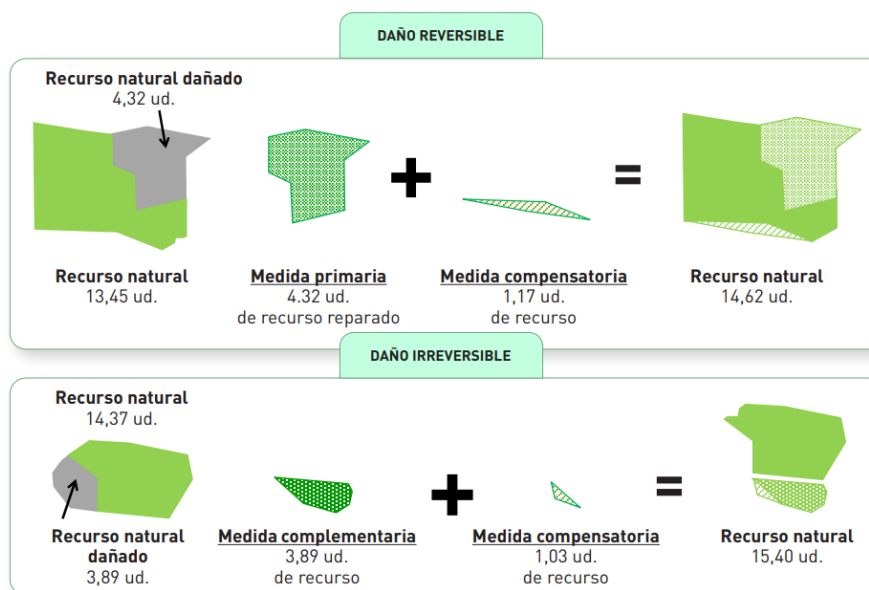 DAÑO REVERSIBLE
Recurso natural dañado
4,32 ud.
Recurso natural
13,45 ud.
Medida primaria
4.32 ud.
de recurso reparado
Medida compensatoria
1,17 ud.
de recurso
Recurso natural
14,62 ud.
DAÑO IRREVERSIBLE
Recurso natural
14,37 ud.
Recurso natural
dañado
3,89 ud.
Medida complementaria
3,89 ud.
de recurso
Medida compensatoria
1,03 ud.
de recurso
Recurso natural
15,40 ud.